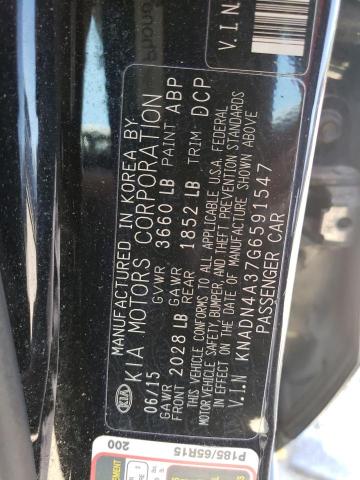 MANUFACTURED IN KOREA BY
KIA MOTORS CORPORATION
KIA
06/15 GVWR 3660 LB PAINT ABP
GAWR FRONT 2028 LB GAWR REAR 1852 LB TRIM DCP
THIS VEHICLE CONFORMS TO ALL APPLICABLE U.S.A. FEDERAL
MOTOR VEHICLE SAFETY, BUMPER, AND THEFT PREVENTION STANDARDS
IN EFFECT ON THE DATE OF MANUFACTURE SHOWN ABOVE
V.I.N KNADN4A37G6591547
PASSENGER CAR
V.I.N
P185/65R15
200